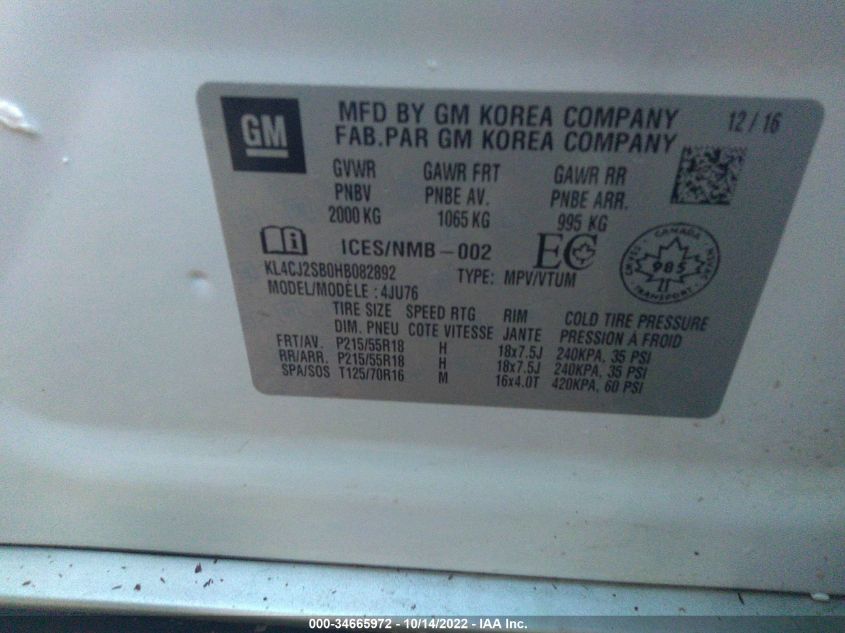 GM
MFD BY GM KOREA COMPANY 12/16
FAB.PAR GM KOREA COMPANY
GVWR GAWR FRT GAWR RR
PNBV PNBE AV. PNBE ARR.
2000 KG 1065 KG 995 KG
ICES/NMB-002 EC
KL4CJ2SB0HB082892 TYPE: MPV/VTUM
MODEL/MODÈLE :4JU76
CANADA
985
TRANSPORT
TIRE SIZE SPEED RTG RIM COLD TIRE PRESSURE
DIM. PNEU COTE VITESSE JANTE PRESSION À FROID
FRT/AV. P215/55R18 H 18x7.5J 240KPA, 35 PSI
RR/ARR. P215/55R18 H 18x7.5J 240KPA, 35 PSI
SPA/SOS T125/70R16 M 16x4.0T 420KPA, 60 PSI
000-34665972 - 10/14/2022 - IAA Inc.